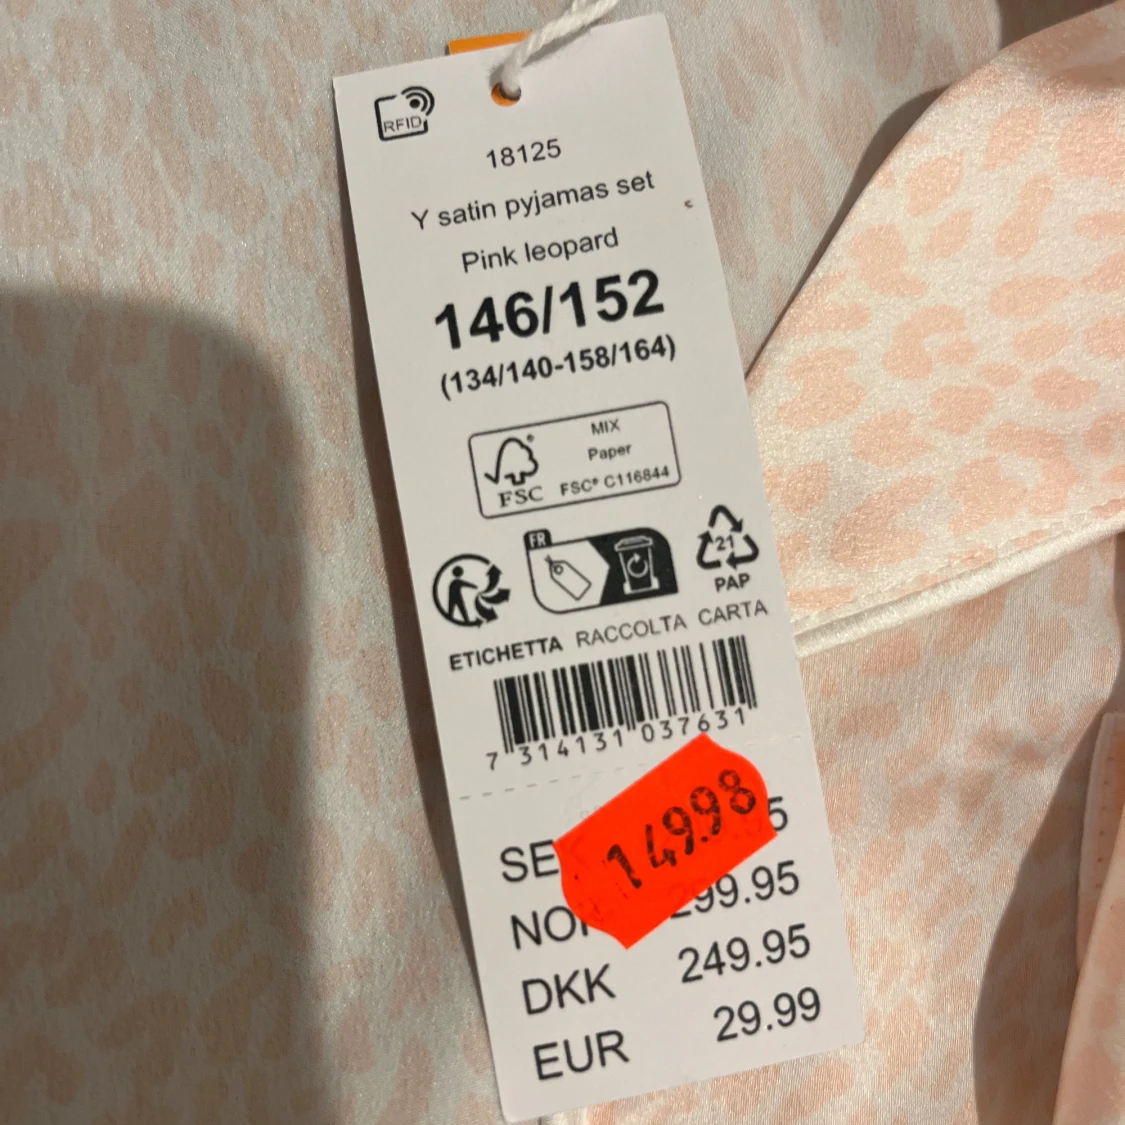 RFID
18125
Y satin pyjamas set
Pink leopard
146/152
(134/140-158/164)
MIX
Paper
FSC® C116844
FSC
FR
21
PAP
ETICHETTA RACCOLTA CARTA
7 314131 037631
149.98
SE
NO 299.95
DKK 249.95
EUR 29.99